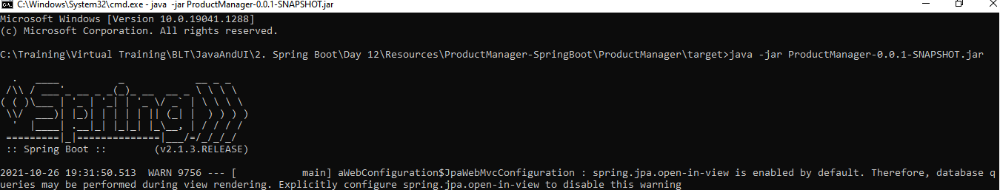 C:\Windows\System32\cmd.exe - java  -jar ProductManager-0.0.1-SNAPSHOT.jar
Microsoft Windows [Version 10.0.19041.1288]
(c) Microsoft Corporation. All rights reserved.
C:\Training\Virtual Training\BLT\JavaAndUI\2. Spring Boot\Day 12\Resources\ProductManager-SpringBoot\ProductManager\target>java -jar ProductManager-0.0.1-SNAPSHOT.jar
  .   ____          _            __ _ _
 /\\ / ___'_ __ _ _(_)_ __  __ _ \ \ \ \
( ( )\___ | '_ | '_| | '_ \/ _` | \ \ \ \
 \\/  ___)| |_)| | | | | || (_| |  ) ) ) )
  '  |____| .__|_| |_|_| |_\__, | / / / /
 =========|_|==============|___/=/_/_/_/
 :: Spring Boot ::        (v2.1.3.RELEASE)
2021-10-26 19:31:50.513  WARN 9756 --- [           main] aWebConfiguration$JpaWebMvcConfiguration : spring.jpa.open-in-view is enabled by default. Therefore, database q
ueries may be performed during view rendering. Explicitly configure spring.jpa.open-in-view to disable this warning